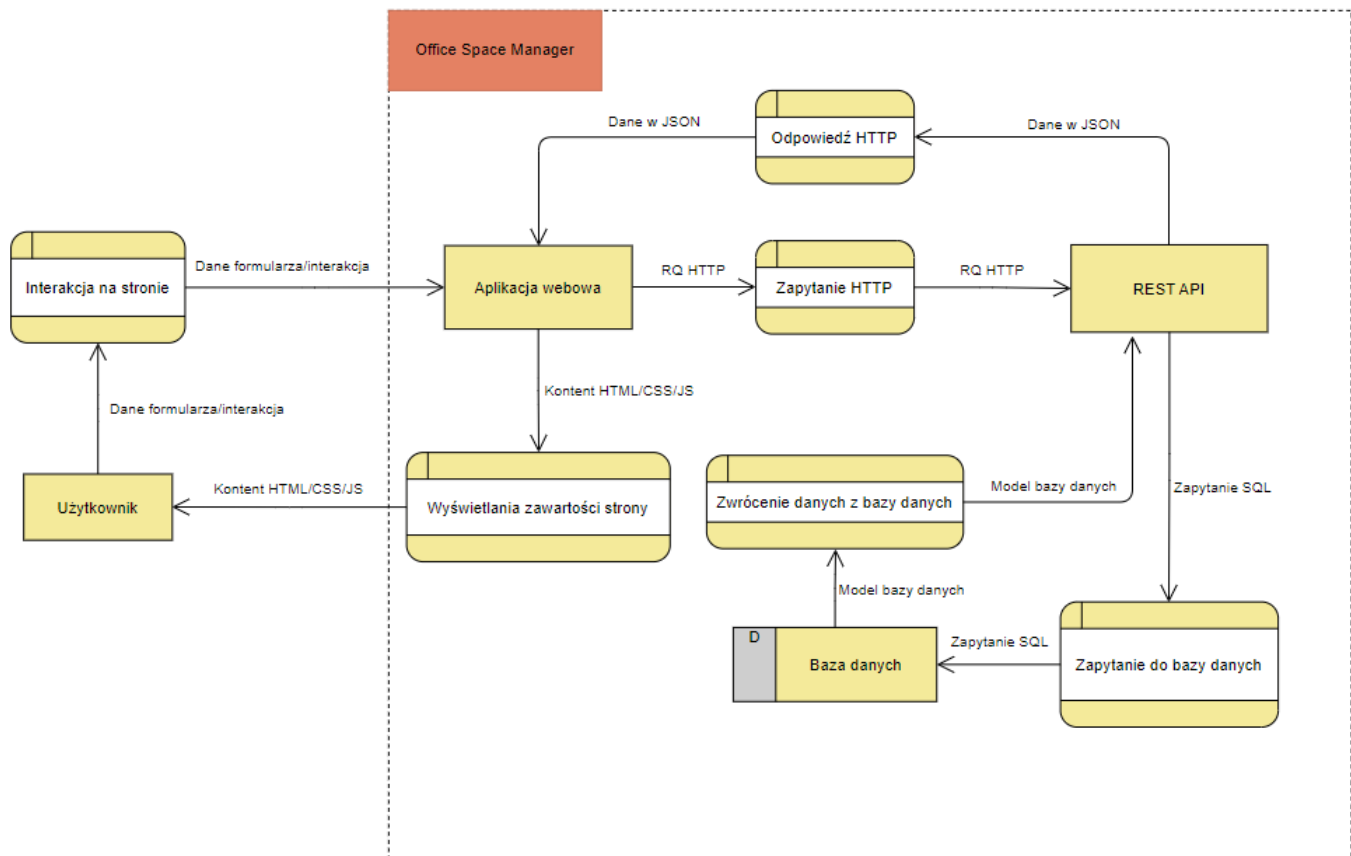 Office Space Manager
Dane w JSON
Odpowiedź HTTP
Dane w JSON
Interakcja na stronie
Dane formularza/interakcja
Aplikacja webowa
RQ HTTP
Zapytanie HTTP
RQ HTTP
REST API
Dane formularza/interakcja
Kontent HTML/CSS/JS
Użytkownik
Kontent HTML/CSS/JS
Wyświetlania zawartości strony
Zwrócenie danych z bazy danych
Model bazy danych
Zapytanie SQL
Model bazy danych
D
Baza danych
Zapytanie SQL
Zapytanie do bazy danych